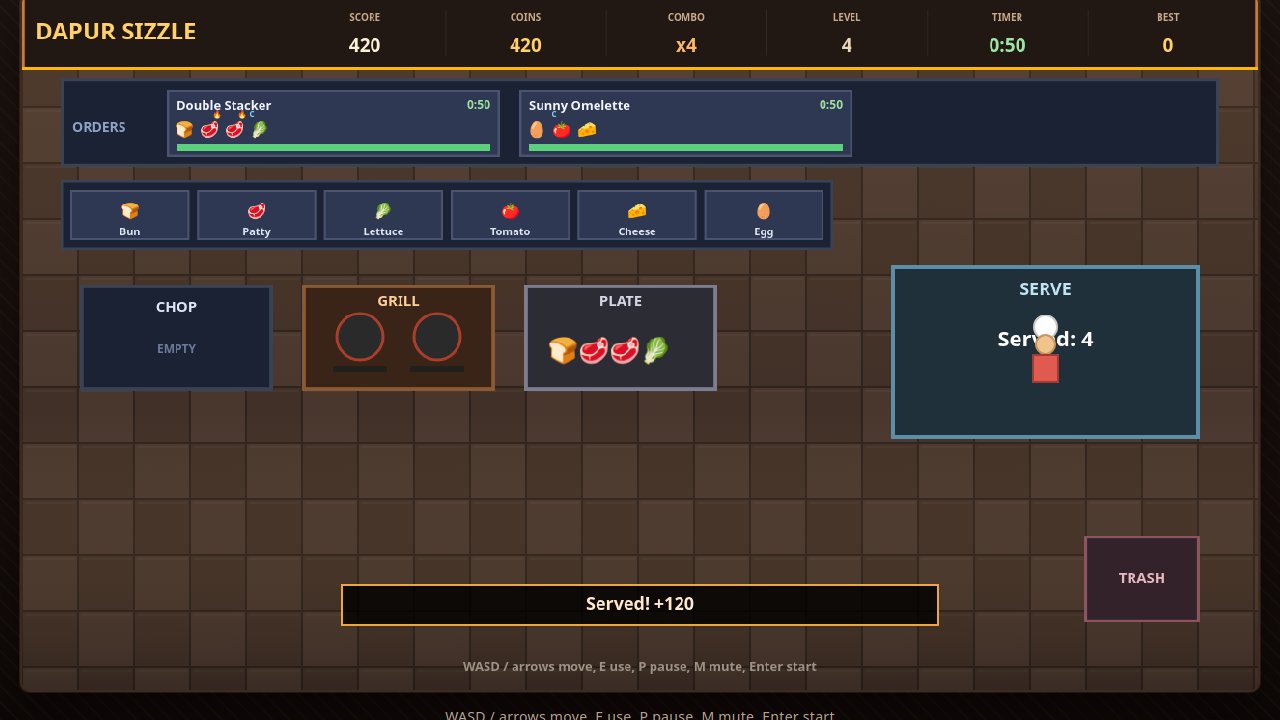 DAPUR SIZZLE
SCORE COINS COMBO LEVEL TIMER BEST
420 420 x4 4 0:50 0
ORDERS
Double Stacker 0:50
C
Sunny Omelette 0:50
C
Bun Patty Lettuce Tomato Cheese Egg
CHOP
EMPTY
GRILL
PLATE
SERVE
Served: 4
TRASH
Served! +120
WASD / arrows move, E use, P pause, M mute, Enter start
WASD / arrows move, E use, P pause, M mute, Enter start